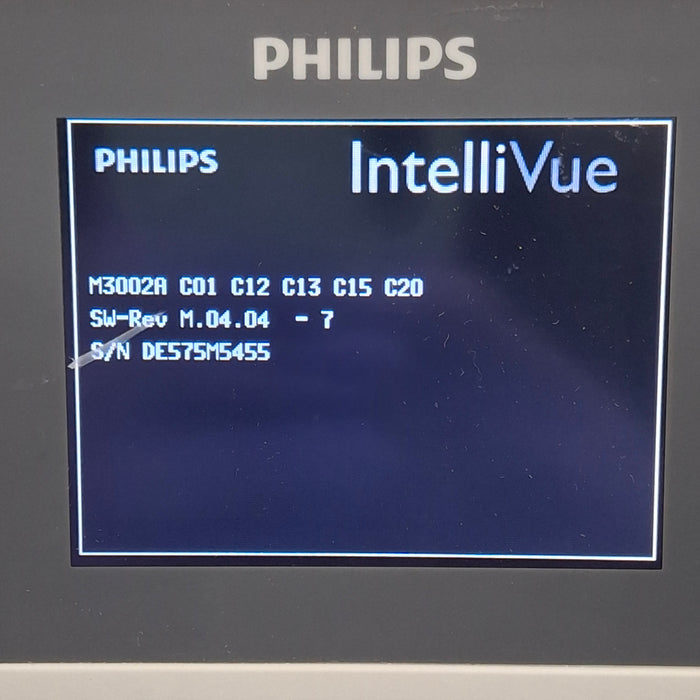 PHILIPS
PHILIPS IntelliVue
M3002A C01 C12 C13 C15 C20
SW-Rev M.04.04 - 7
S/N DE575M5455